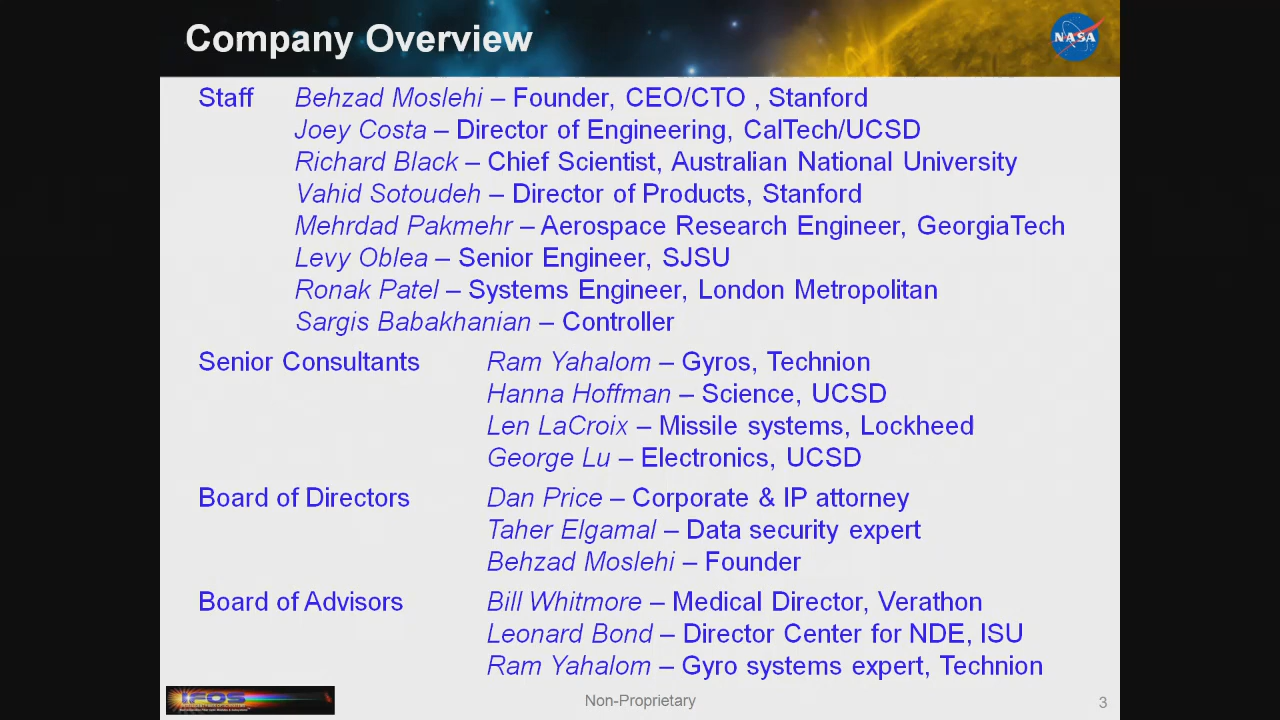 Company Overview
NASA
Staff Behzad Moslehi – Founder, CEO/CTO , Stanford
Joey Costa – Director of Engineering, CalTech/UCSD
Richard Black – Chief Scientist, Australian National University
Vahid Sotoudeh – Director of Products, Stanford
Mehrdad Pakmehr – Aerospace Research Engineer, GeorgiaTech
Levy Oblea – Senior Engineer, SJSU
Ronak Patel – Systems Engineer, London Metropolitan
Sargis Babakhanian – Controller
Senior Consultants Ram Yahalom – Gyros, Technion
Hanna Hoffman – Science, UCSD
Len LaCroix – Missile systems, Lockheed
George Lu – Electronics, UCSD
Board of Directors Dan Price – Corporate & IP attorney
Taher Elgamal – Data security expert
Behzad Moslehi – Founder
Board of Advisors Bill Whitmore – Medical Director, Verathon
Leonard Bond – Director Center for NDE, ISU
Ram Yahalom – Gyro systems expert, Technion
IFOS
Non-Proprietary
3